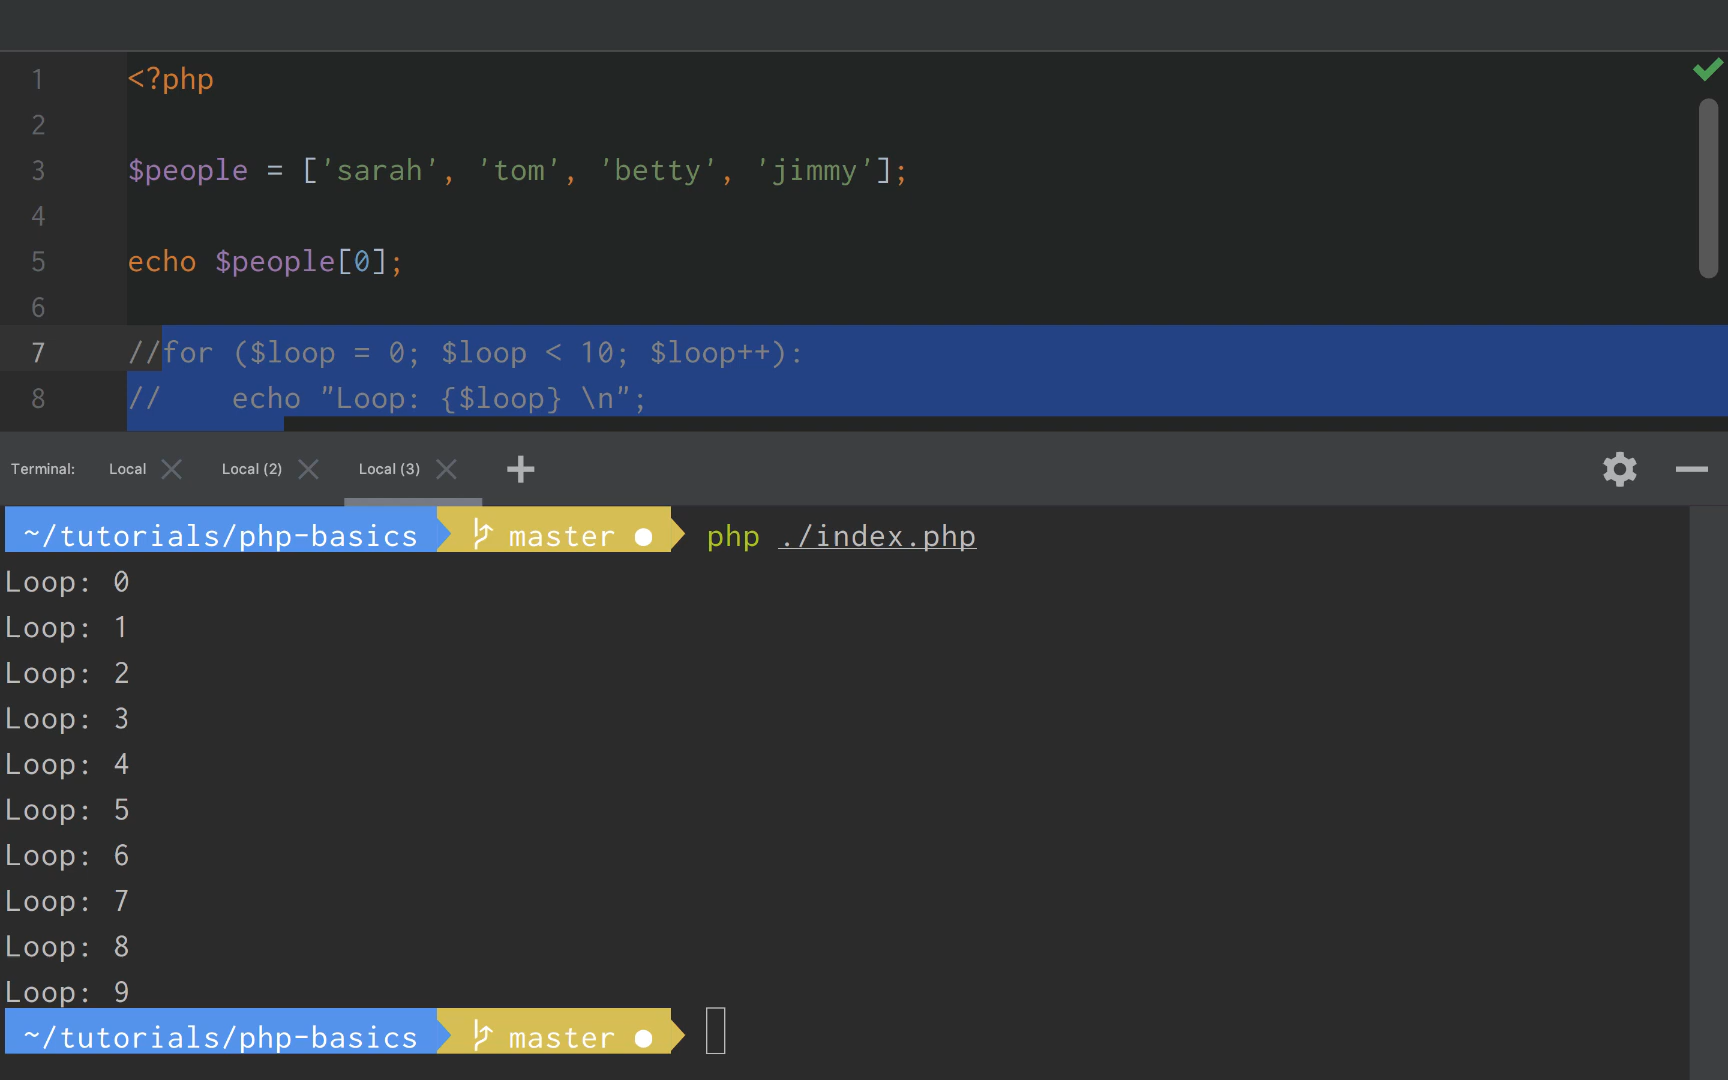 1 <?php
2
3 $people = ['sarah', 'tom', 'betty', 'jimmy'];
4
5 echo $people[0];
6
7 //for ($loop = 0; $loop < 10; $loop++):
8 //    echo "Loop: {$loop} \n";
Terminal: Local Local (2) Local (3)
~/tutorials/php-basics master ● php ./index.php
Loop: 0
Loop: 1
Loop: 2
Loop: 3
Loop: 4
Loop: 5
Loop: 6
Loop: 7
Loop: 8
Loop: 9
~/tutorials/php-basics master ●